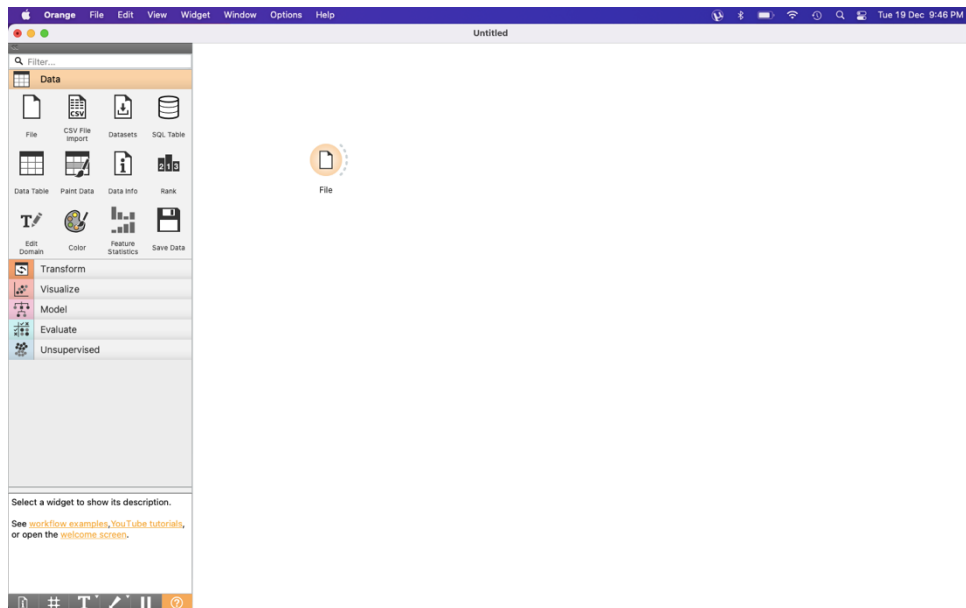 Orange File Edit View Widget Window Options Help Tue 19 Dec 9:46 PM
Untitled
Filter...
Data
File CSV File Import Datasets SQL Table
Data Table Paint Data Data Info Rank
Edit Domain Color Feature Statistics Save Data
Transform
Visualize
Model
Evaluate
Unsupervised
File
Select a widget to show its description.
See workflow examples, YouTube tutorials,
or open the welcome screen.